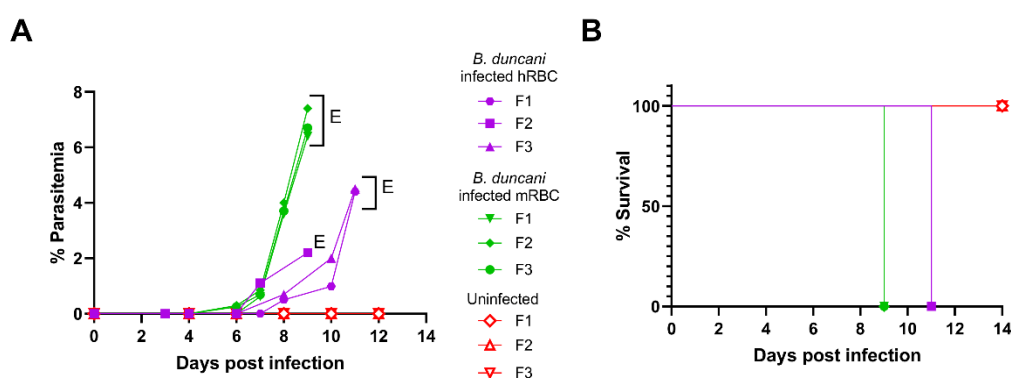 A
% Parasitemia
8
6
4
2
0
E
E
E
0 2 4 6 8 10 12 14
Days post infection
B. duncani
infected hRBC
F1
F2
F3
B. duncani
infected mRBC
F1
F2
F3
Uninfected
F1
F2
F3
B
% Survival
100
50
0
0 2 4 6 8 10 12 14
Days post infection